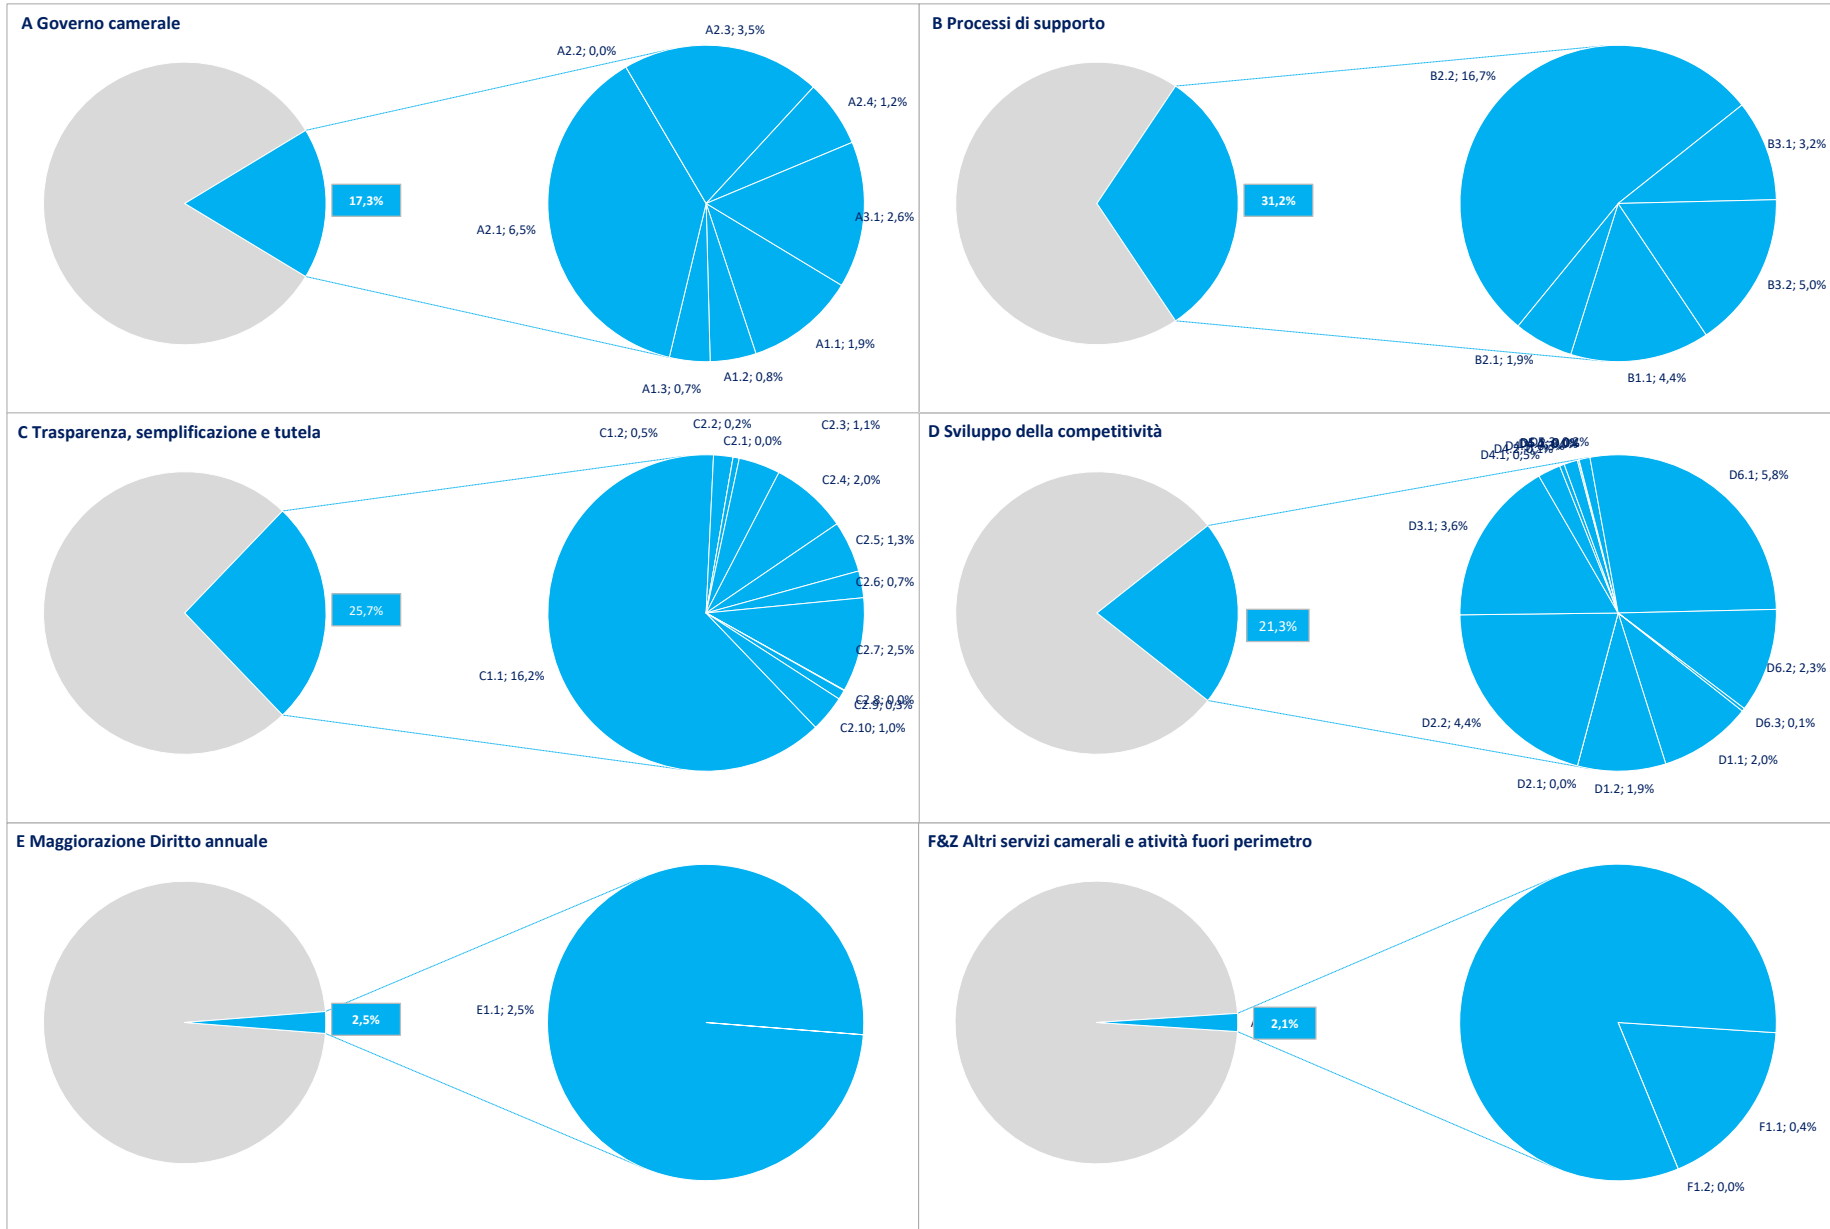 A Governo camerale
A2.2; 0,0%
A2.3; 3,5%
A2.4; 1,2%
17,3%
A3.1; 2,6%
A2.1; 6,5%
A1.1; 1,9%
A1.2; 0,8%
A1.3; 0,7%
B Processi di supporto
B2.2; 16,7%
B3.1; 3,2%
31,2%
B3.2; 5,0%
B2.1; 1,9%
B1.1; 4,4%
C Trasparenza, semplificazione e tutela
C1.2; 0,5%
C2.2; 0,2%
C2.1; 0,0%
C2.3; 1,1%
C2.4; 2,0%
C2.5; 1,3%
C2.6; 0,7%
25,7%
C2.7; 2,5%
C1.1; 16,2%
C2.8; 0,0%
C2.9; 0,3%
C2.10; 1,0%
D Sviluppo della competitività
D4.1; 0,5%
D6.1; 5,8%
D3.1; 3,6%
21,3%
D6.2; 2,3%
D2.2; 4,4%
D6.3; 0,1%
D1.1; 2,0%
D2.1; 0,0%
D1.2; 1,9%
E Maggiorazione Diritto annuale
E1.1; 2,5%
2,5%
F&Z Altri servizi camerali e atività fuori perimetro
2,1%
F1.1; 0,4%
F1.2; 0,0%